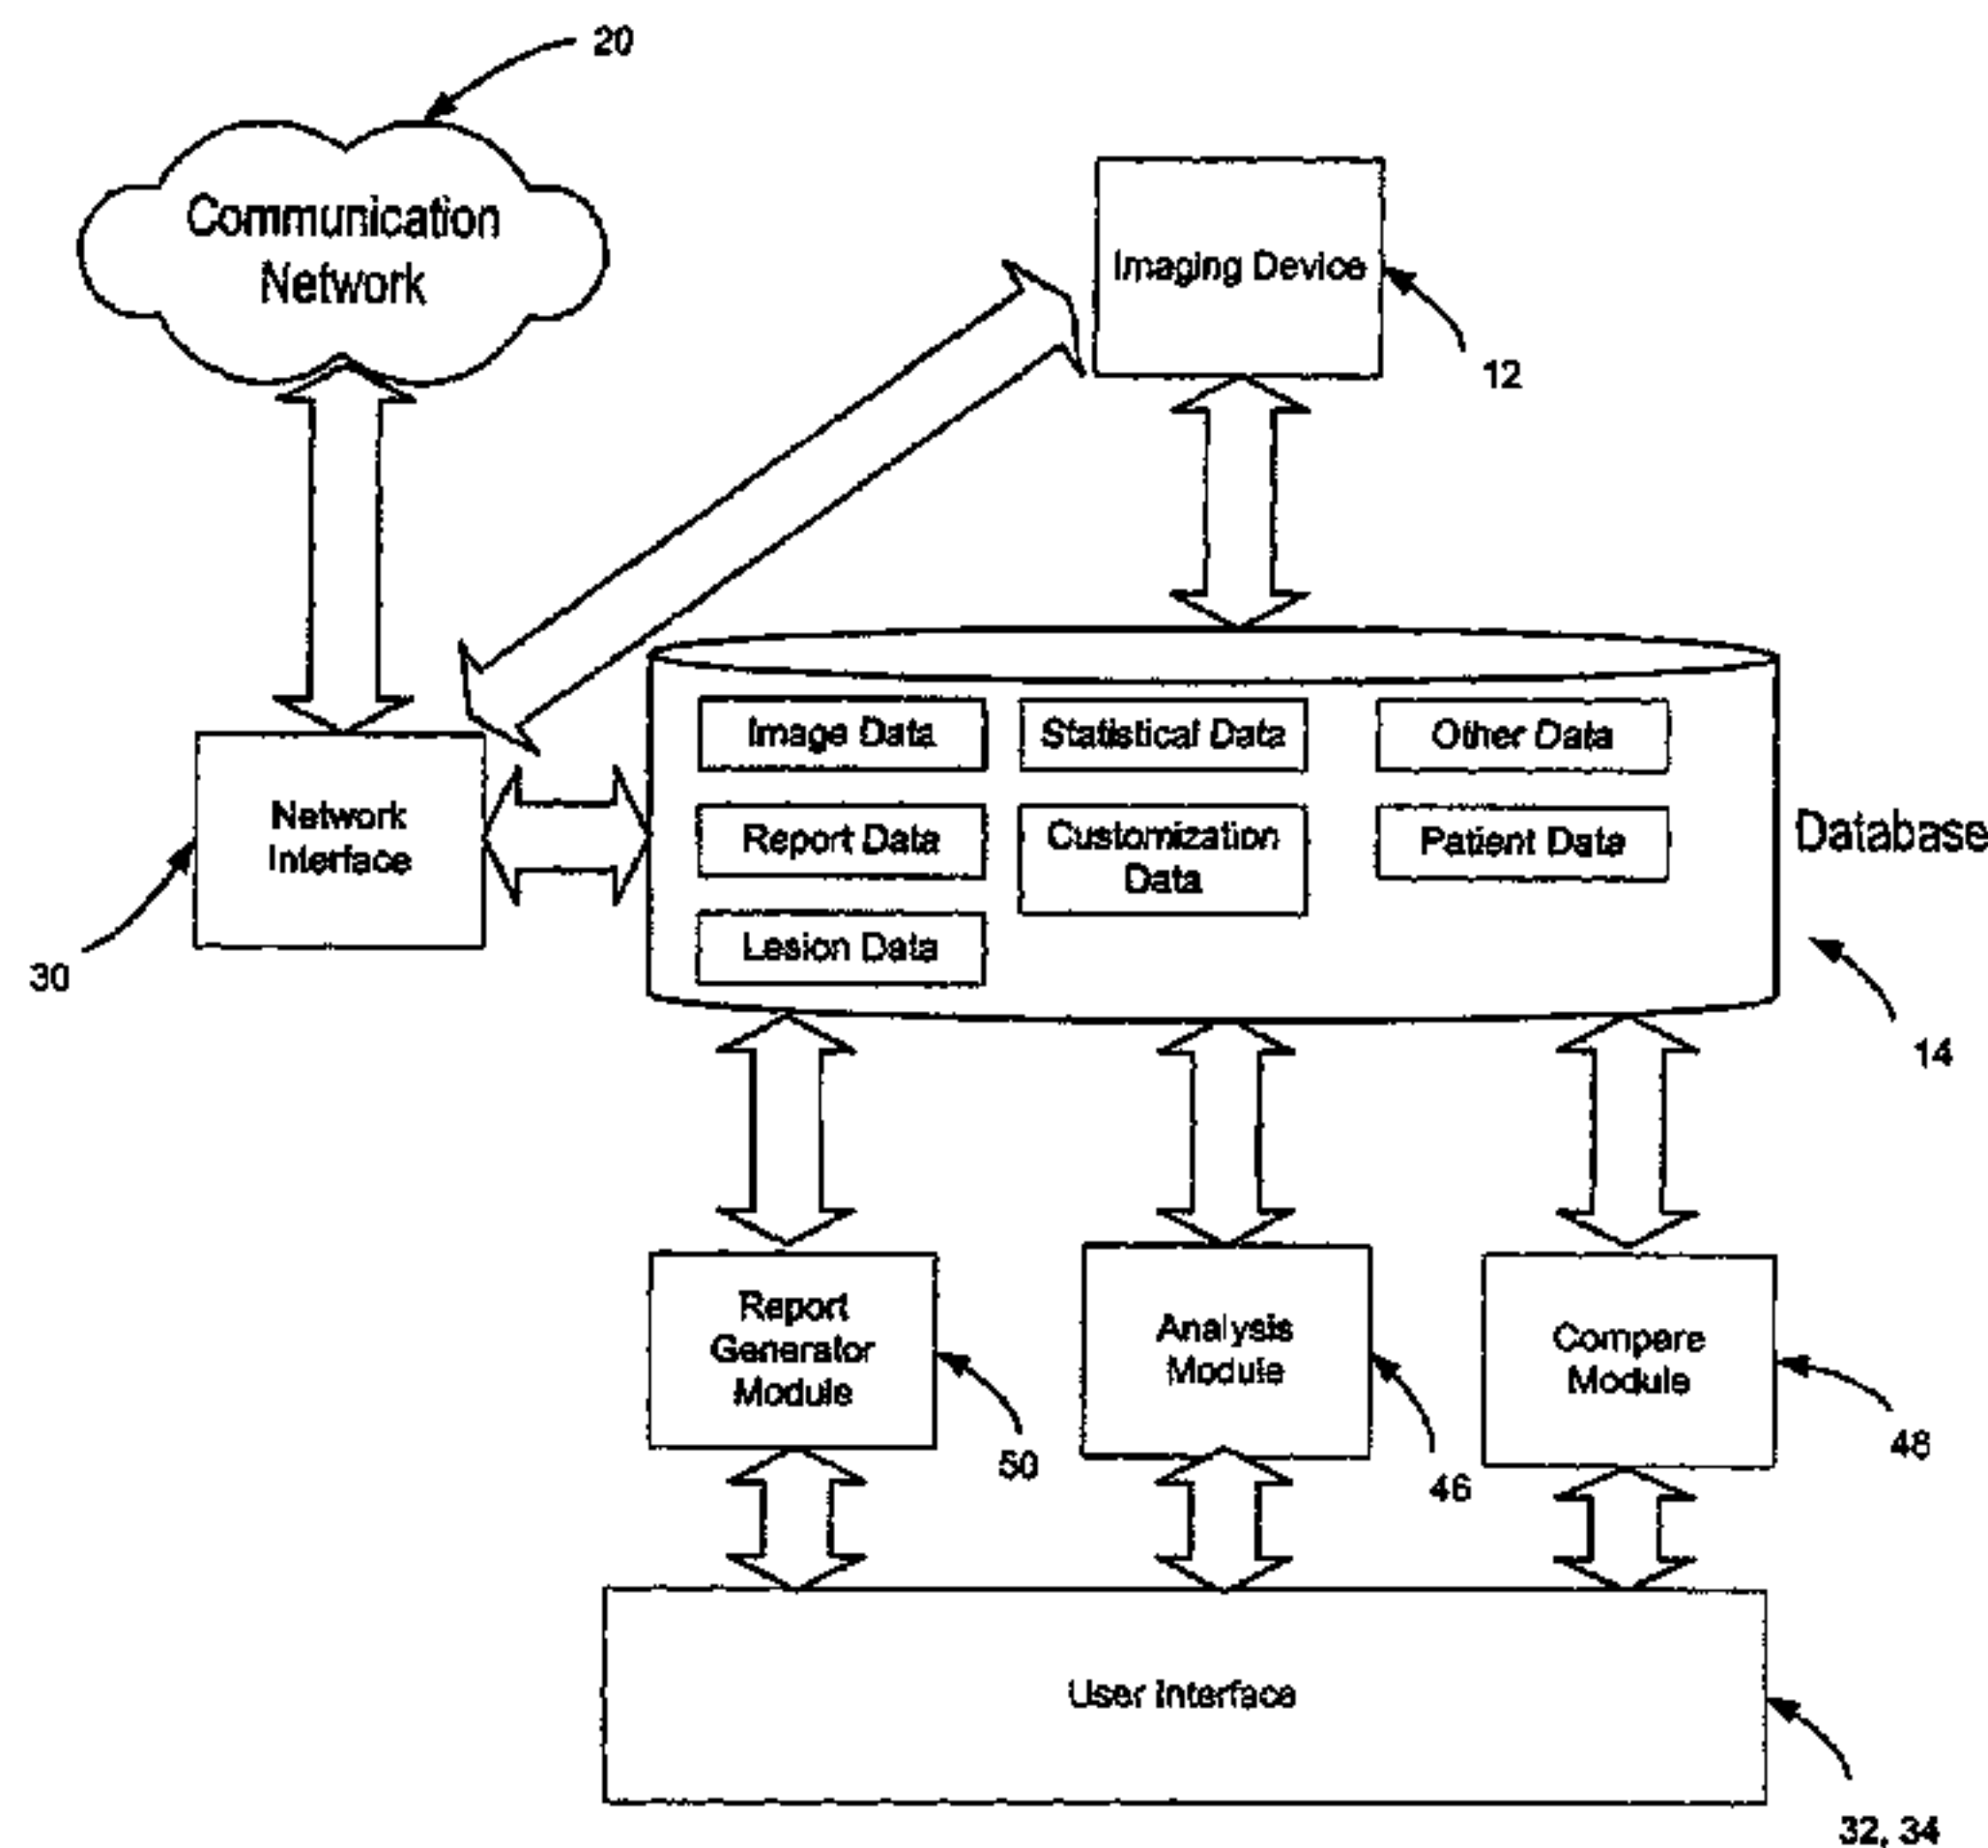 20
Communication
Network
Imaging Device
12
Image Data
Statistical Data
Other Data
Network
Interface
Report Data
Customization
Data
Patient Data
Database
Lesion Data
30
14
Report
Generator
Module
Analysis
Module
Compare
Module
50
46
48
User Interface
32, 34